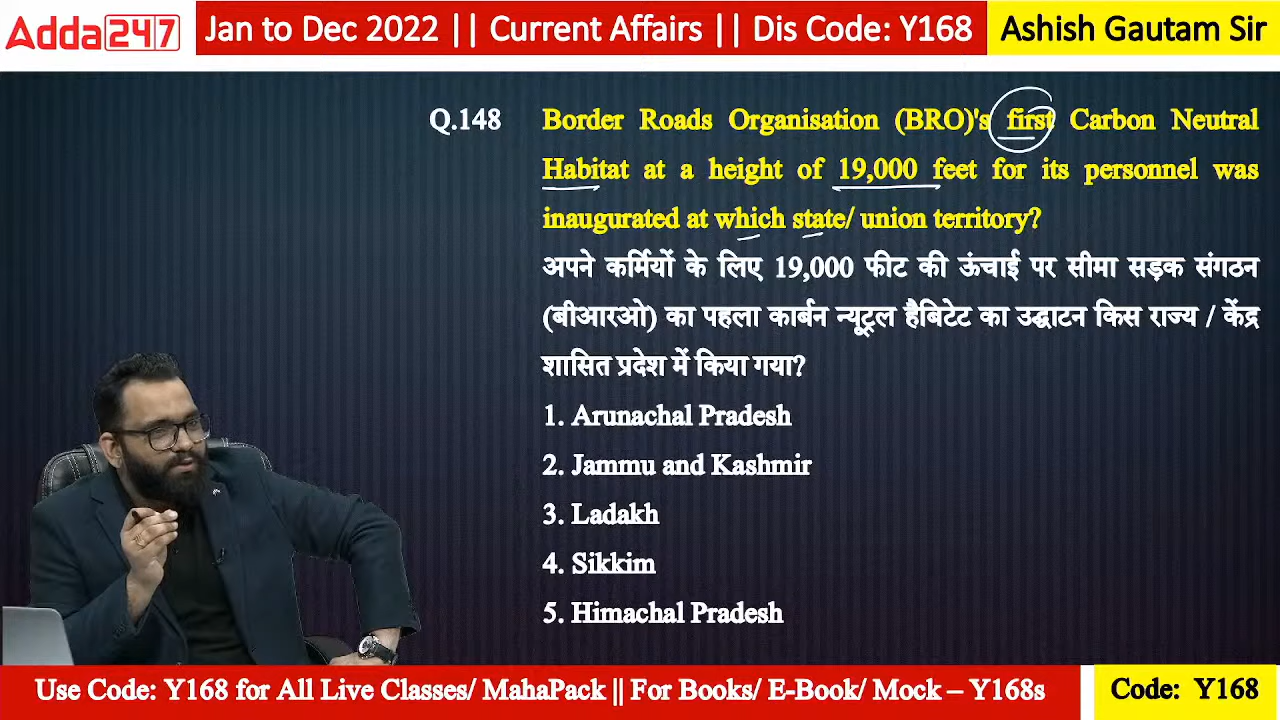 Adda247
Jan to Dec 2022 || Current Affairs || Dis Code: Y168
Ashish Gautam Sir
Q.148
Border Roads Organisation (BRO)'s first Carbon Neutral
Habitat at a height of 19,000 feet for its personnel was
inaugurated at which state/ union territory?
अपने कर्मियों के लिए 19,000 फीट की ऊंचाई पर सीमा सड़क संगठन
(बीआरओ) का पहला कार्बन न्यूट्रल हैबिटेट का उद्घाटन किस राज्य / केंद्र
शासित प्रदेश में किया गया?
1. Arunachal Pradesh
2. Jammu and Kashmir
3. Ladakh
4. Sikkim
5. Himachal Pradesh
Use Code: Y168 for All Live Classes/ MahaPack || For Books/ E-Book/ Mock – Y168s
Code: Y168